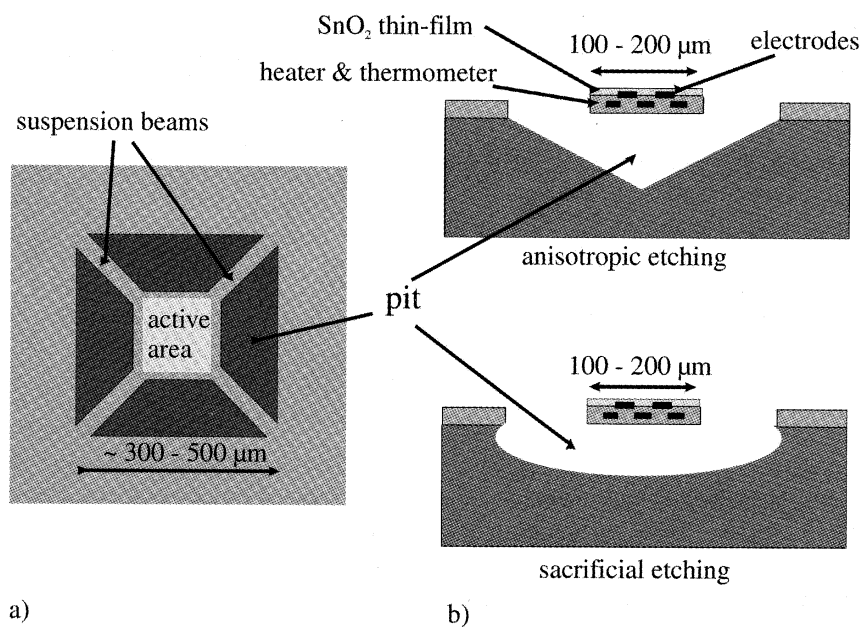 SnO₂ thin-film
100 - 200 µm
electrodes
heater & thermometer
suspension beams
anisotropic etching
pit
active
area
100 - 200 µm
~ 300 - 500 µm
sacrificial etching
a)
b)